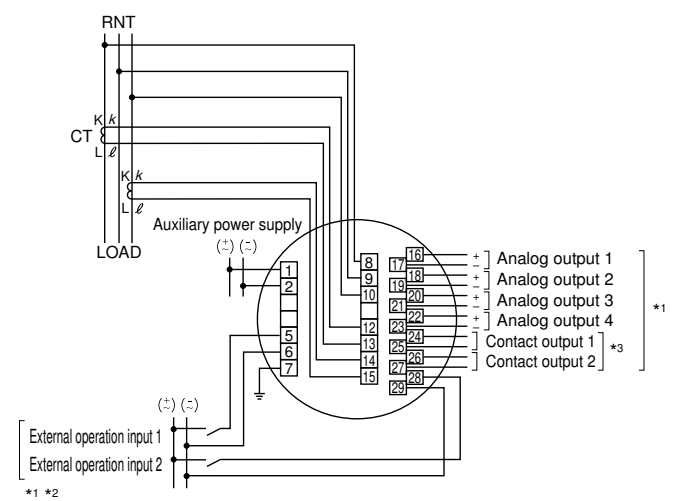 RNT
K k
CT
L ℓ
K k
L ℓ
LOAD
Auxiliary power supply
(±) (≂)
1
2
5
6
7
8
9
10
12
13
14
15
16
17
18
19
20
21
22
23
24
25
26
27
28
29
+ Analog output 1
−
+ Analog output 2
−
+ Analog output 3
−
+ Analog output 4
−
Contact output 1
Contact output 2
*3
*1
(+~) (-~)
External operation input 1
External operation input 2
*1 *2